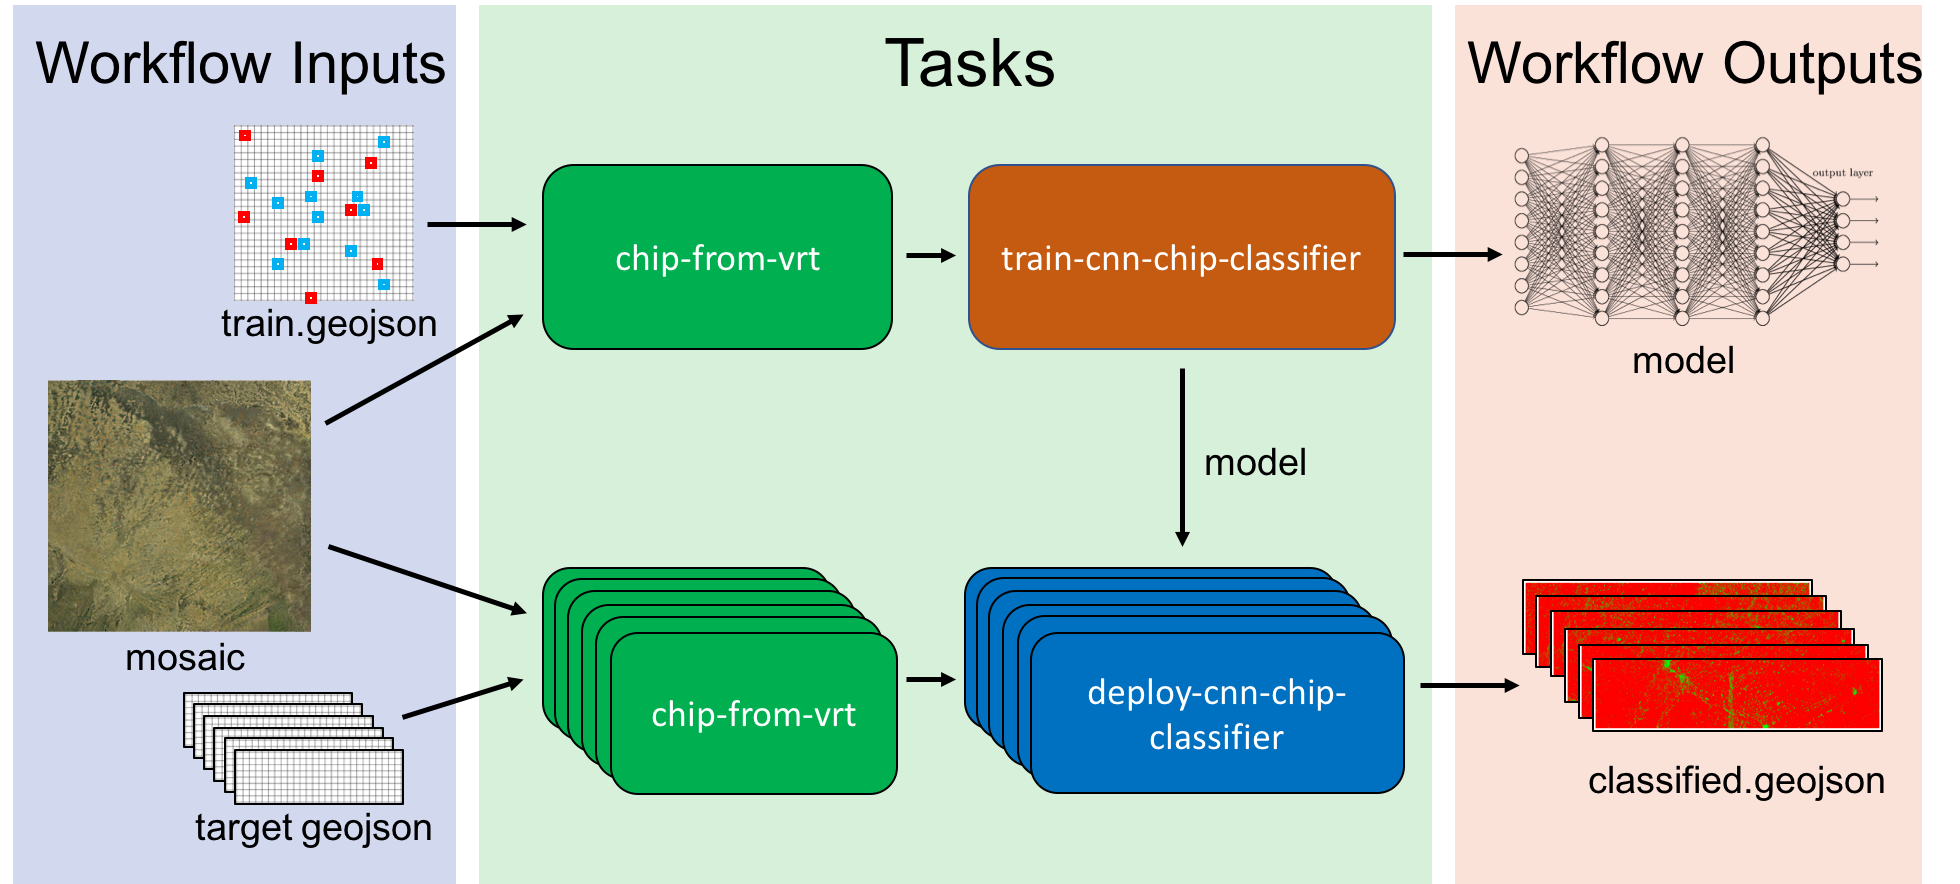 Workflow Inputs
Tasks
Workflow Outputs
train.geojson
chip-from-vrt
train-cnn-chip-classifier
output layer
model
mosaic
model
target geojson
chip-from-vrt
deploy-cnn-chip-
classifier
classified.geojson